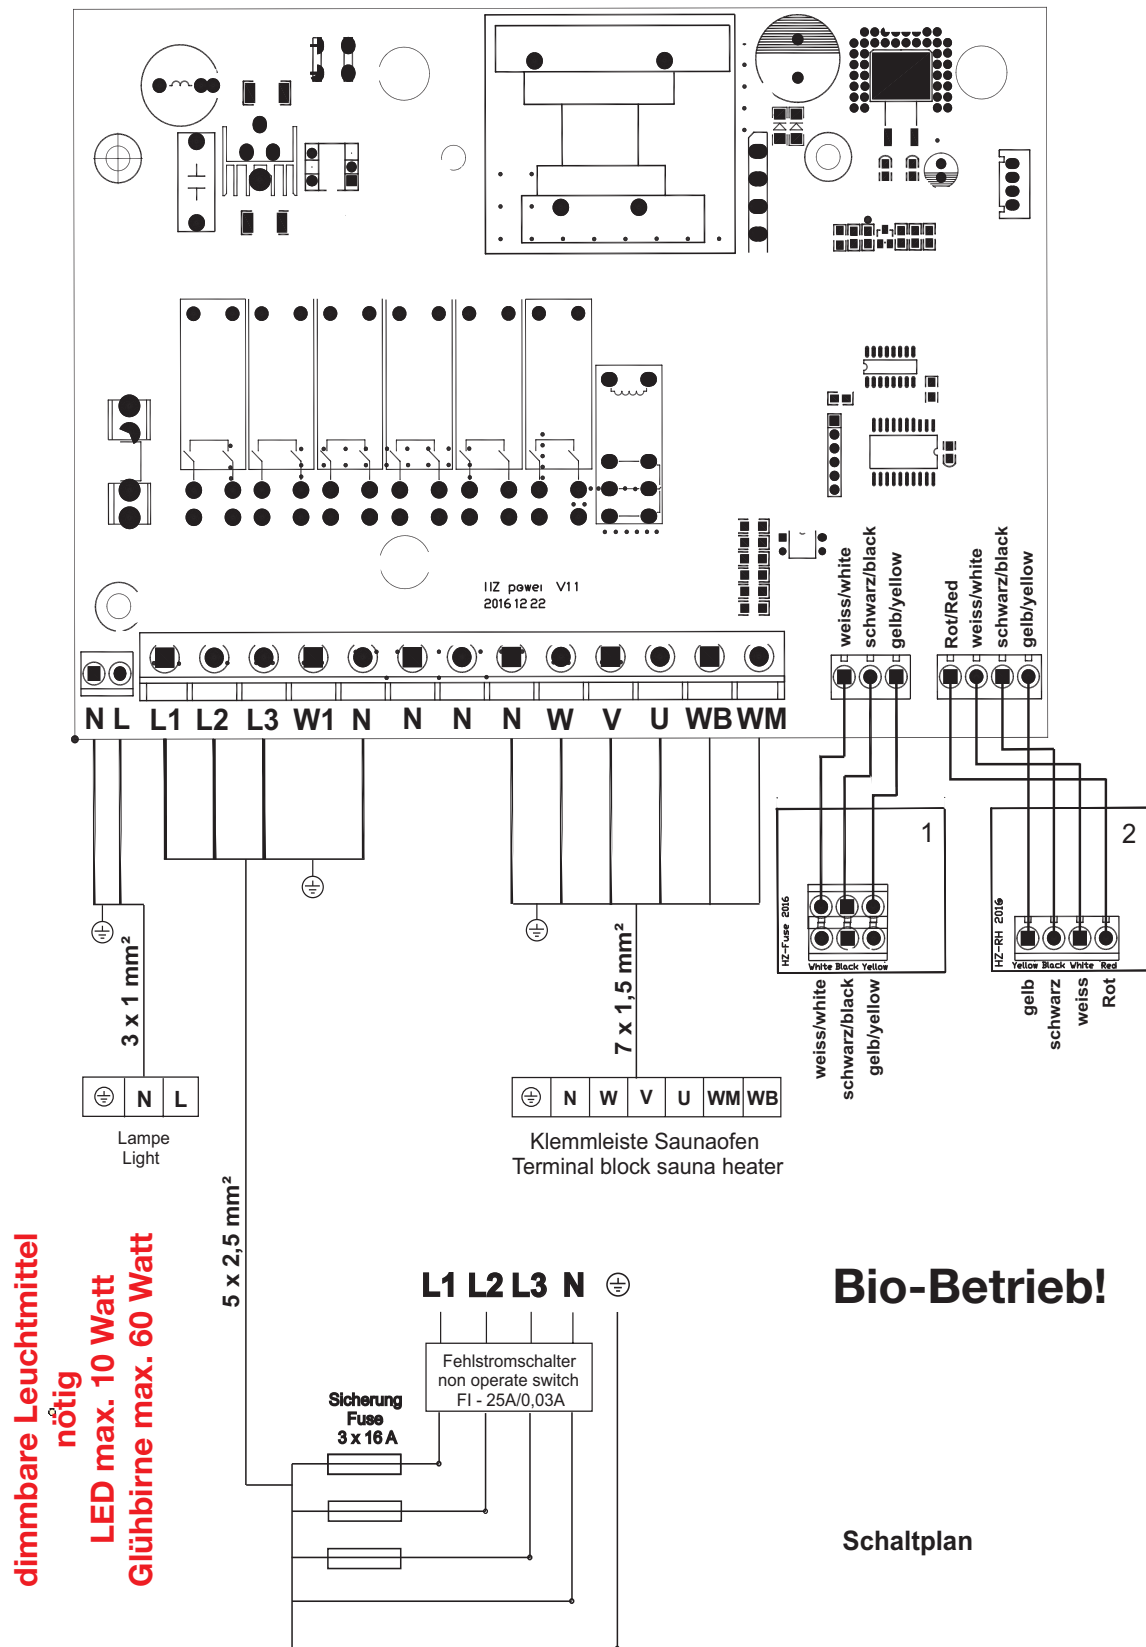 HZ power V11
2016 12 22
weiss/white
schwarz/black
gelb/yellow
Rot/Red
weiss/white
schwarz/black
gelb/yellow
N L L1 L2 L3 W1 N N N N W V U WB WM
1
HZ-Fuse 2016
White Black Yellow
weiss/white
schwarz/black
gelb/yellow
2
HZ-RH 2016
Yellow Black White Red
gelb
schwarz
weiss
Rot
3 x 1 mm²
N L
Lampe
Light
7 x 1,5 mm²
N W V U WM WB
Klemmleiste Saunaofen
Terminal block sauna heater
5 x 2,5 mm²
L1 L2 L3 N
Fehlstromschalter
non operate switch
FI - 25A/0,03A
Sicherung
Fuse
3 x 16 A
dimmbare Leuchtmittel
nötig
LED max. 10 Watt
Glühbirne max. 60 Watt
Bio-Betrieb!
Schaltplan